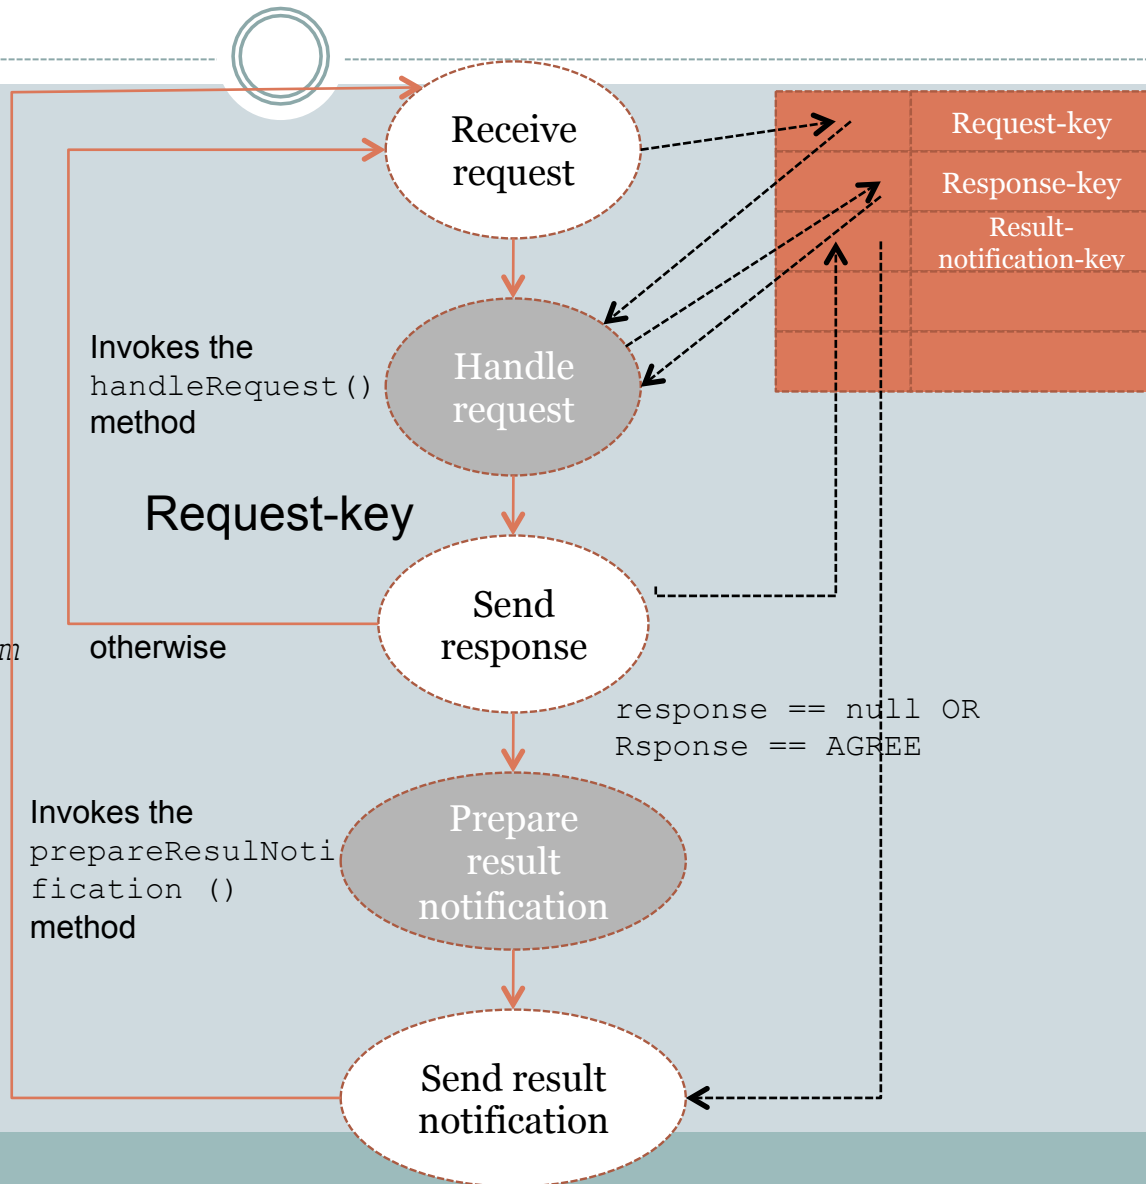 Receive
request
Request-key
Response-key
Result-
notification-key
Invokes the
handleRequest()
method
Handle
request
Request-key
Send
response
m
otherwise
response == null OR
Rsponse == AGREE
Invokes the
prepareResulNoti
fication ()
method
Prepare
result
notification
Send result
notification